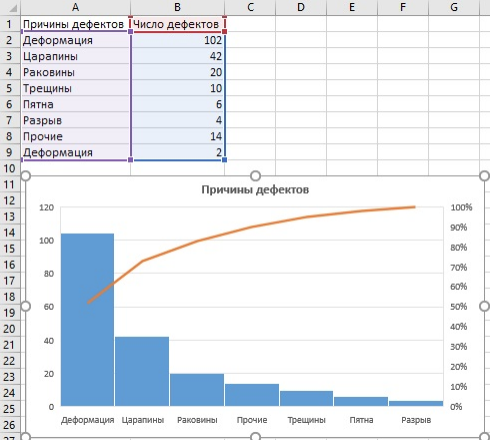 A B C D E F G
1 Причины дефектов Число дефектов
2 Деформация 102
3 Царапины 42
4 Раковины 20
5 Трещины 10
6 Пятна 6
7 Разрыв 4
8 Прочие 14
9 Деформация 2
10
11
12
13
14
15
16
17
18
19
20
21
22
23
24
25
26
Причины дефектов
120 100%
90%
100
80%
80 70%
60%
60 50%
40%
40
30%
20 20%
10%
0 0%
Деформация Царапины Раковины Прочие Трещины Пятна Разрыв